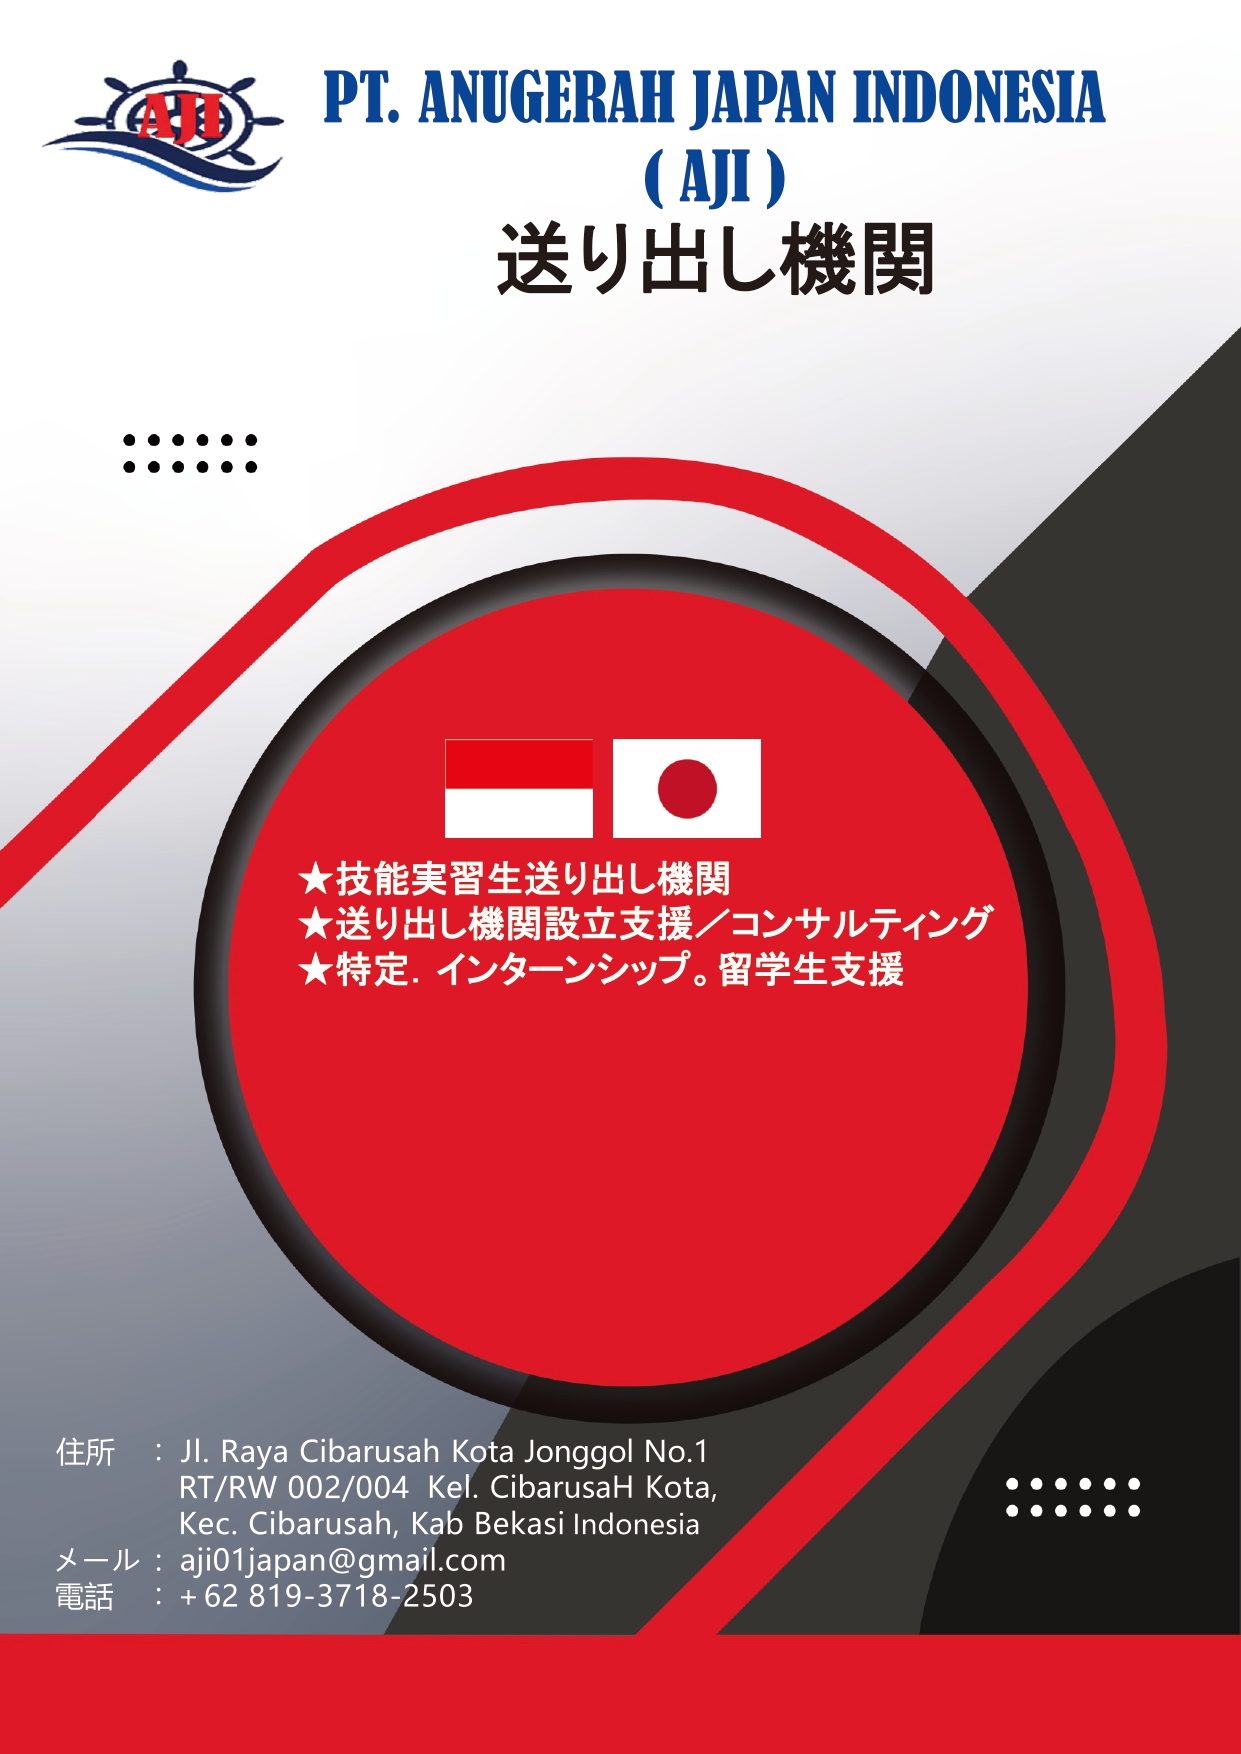 AJI
PT. ANUGERAH JAPAN INDONESIA
( AJI )
送り出し機関
★技能実習生送り出し機関
★送り出し機関設立支援／コンサルティング
★特定．インターンシップ。留学生支援
住所 : Jl. Raya Cibarusah Kota Jonggol No.1
RT/RW 002/004 Kel. CibarusaH Kota,
Kec. Cibarusah, Kab Bekasi Indonesia
メール : aji01japan@gmail.com
電話 : + 62 819-3718-2503